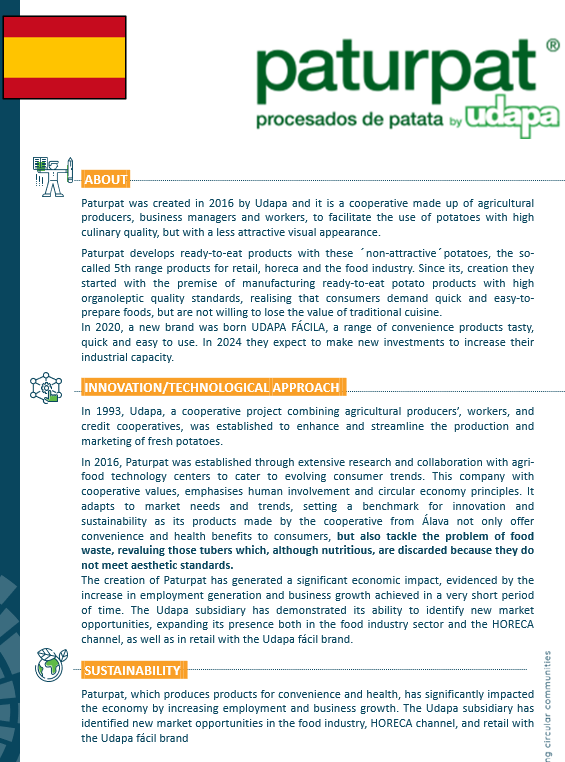 paturpat ®
procesados de patata by udapa
ABOUT
Paturpat was created in 2016 by Udapa and it is a cooperative made up of agricultural
producers, business managers and workers, to facilitate the use of potatoes with high
culinary quality, but with a less attractive visual appearance.
Paturpat develops ready-to-eat products with these ´non-attractive´potatoes, the so-
called 5th range products for retail, horeca and the food industry. Since its, creation they
started with the premise of manufacturing ready-to-eat potato products with high
organoleptic quality standards, realising that consumers demand quick and easy-to-
prepare foods, but are not willing to lose the value of traditional cuisine.
In 2020, a new brand was born UDAPA FÁCILA, a range of convenience products tasty,
quick and easy to use. In 2024 they expect to make new investments to increase their
industrial capacity.
INNOVATION/TECHNOLOGICAL APPROACH
In 1993, Udapa, a cooperative project combining agricultural producers’, workers, and
credit cooperatives, was established to enhance and streamline the production and
marketing of fresh potatoes.
In 2016, Paturpat was established through extensive research and collaboration with agri-
food technology centers to cater to evolving consumer trends. This company with
cooperative values, emphasises human involvement and circular economy principles. It
adapts to market needs and trends, setting a benchmark for innovation and
sustainability as its products made by the cooperative from Álava not only offer
convenience and health benefits to consumers, but also tackle the problem of food
waste, revaluing those tubers which, although nutritious, are discarded because they do
not meet aesthetic standards.
The creation of Paturpat has generated a significant economic impact, evidenced by the
increase in employment generation and business growth achieved in a very short period
of time. The Udapa subsidiary has demonstrated its ability to identify new market
opportunities, expanding its presence both in the food industry sector and the HORECA
channel, as well as in retail with the Udapa fácil brand.
SUSTAINABILITY
Paturpat, which produces products for convenience and health, has significantly impacted
the economy by increasing employment and business growth. The Udapa subsidiary has
identified new market opportunities in the food industry, HORECA channel, and retail with
the Udapa fácil brand
ng circular communities